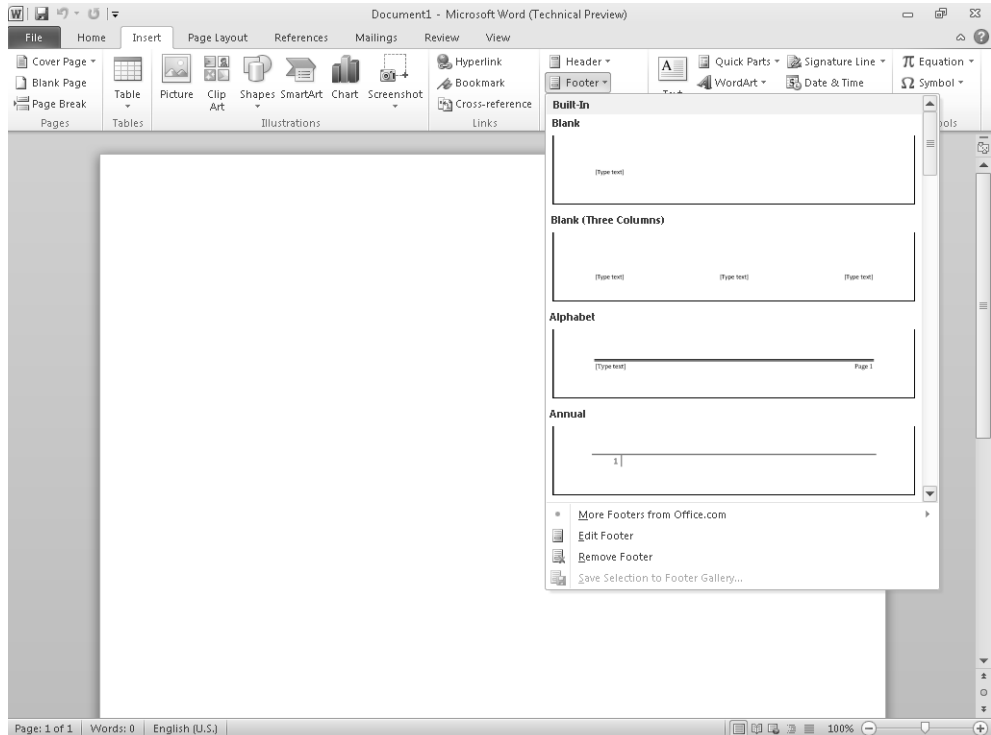 Document1 - Microsoft Word (Technical Preview)
File Home Insert Page Layout References Mailings Review View
Cover Page
Blank Page
Page Break
Pages
Table
Tables
Picture
Clip Art
Shapes
SmartArt
Chart
Screenshot
Illustrations
Hyperlink
Bookmark
Cross-reference
Links
Header
Footer
A
Quick Parts
WordArt
Signature Line
Date & Time
π Equation
Ω Symbol
Built-In
Blank
[Type text]
Blank (Three Columns)
[Type text] [Type text] [Type text]
Alphabet
[Type text] Page 1
Annual
1
More Footers from Office.com
Edit Footer
Remove Footer
Save Selection to Footer Gallery...
Page: 1 of 1 Words: 0 English (U.S.) 100%